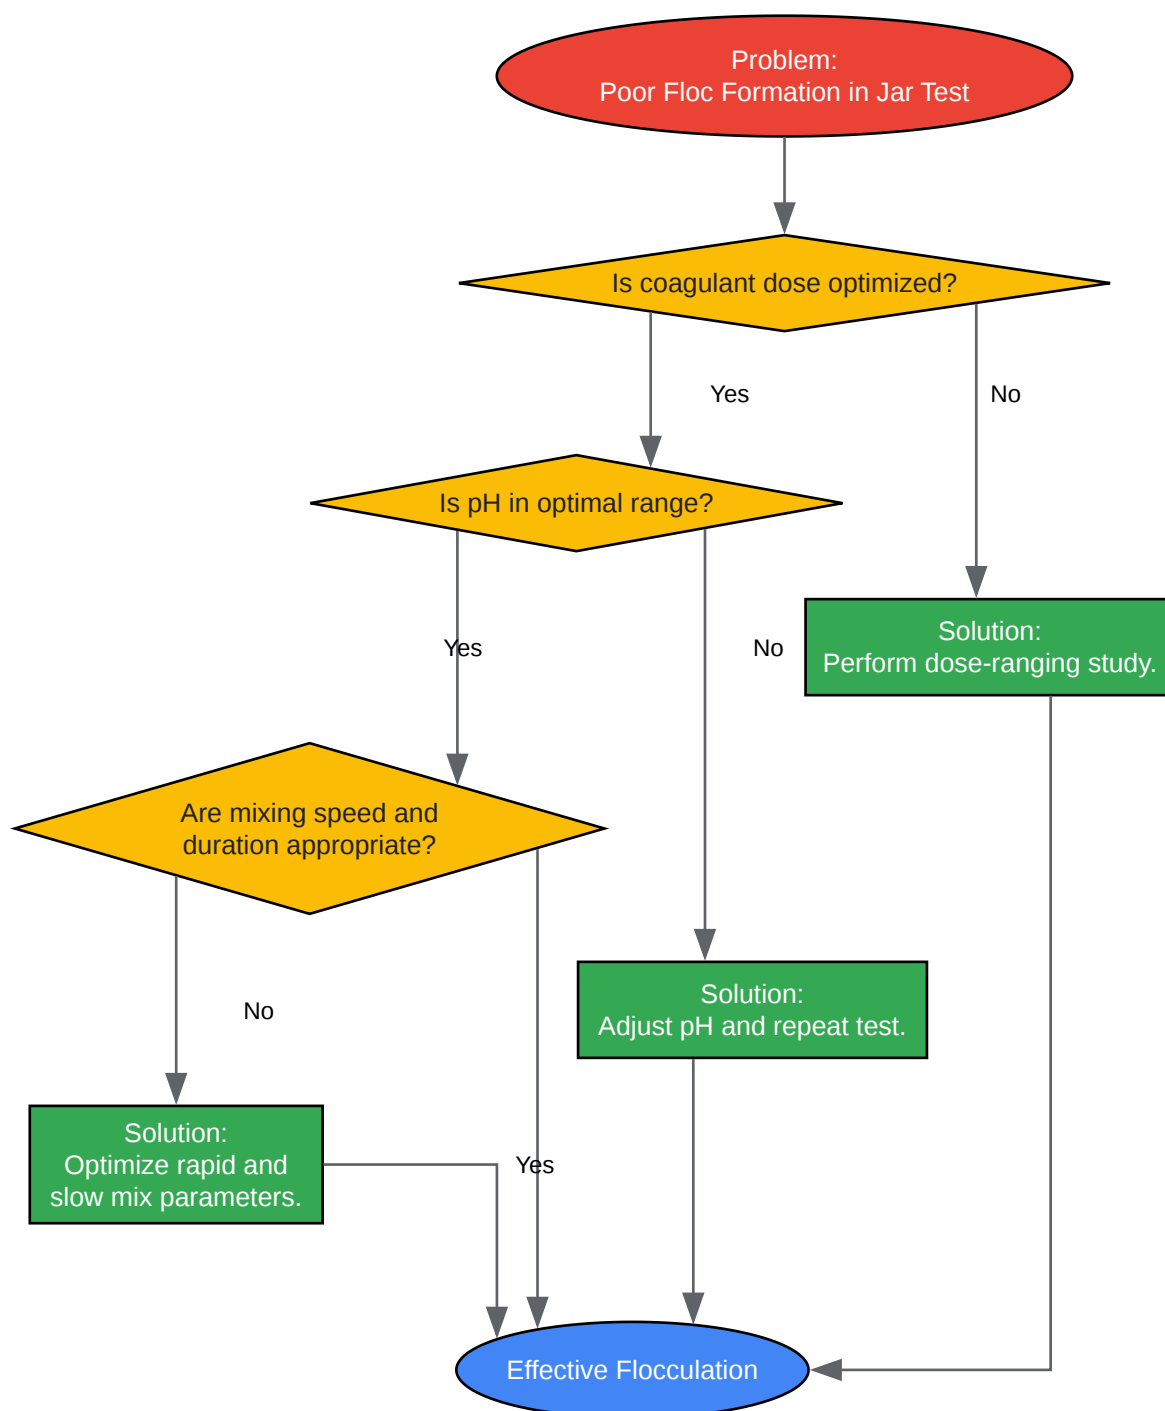 Problem:
Poor Floc Formation in Jar Test
Is coagulant dose optimized?
Yes
No
Is pH in optimal range?
Solution:
Perform dose-ranging study.
Yes
No
Are mixing speed and
duration appropriate?
No
Solution:
Adjust pH and repeat test.
Solution:
Optimize rapid and
slow mix parameters.
Yes
Effective Flocculation